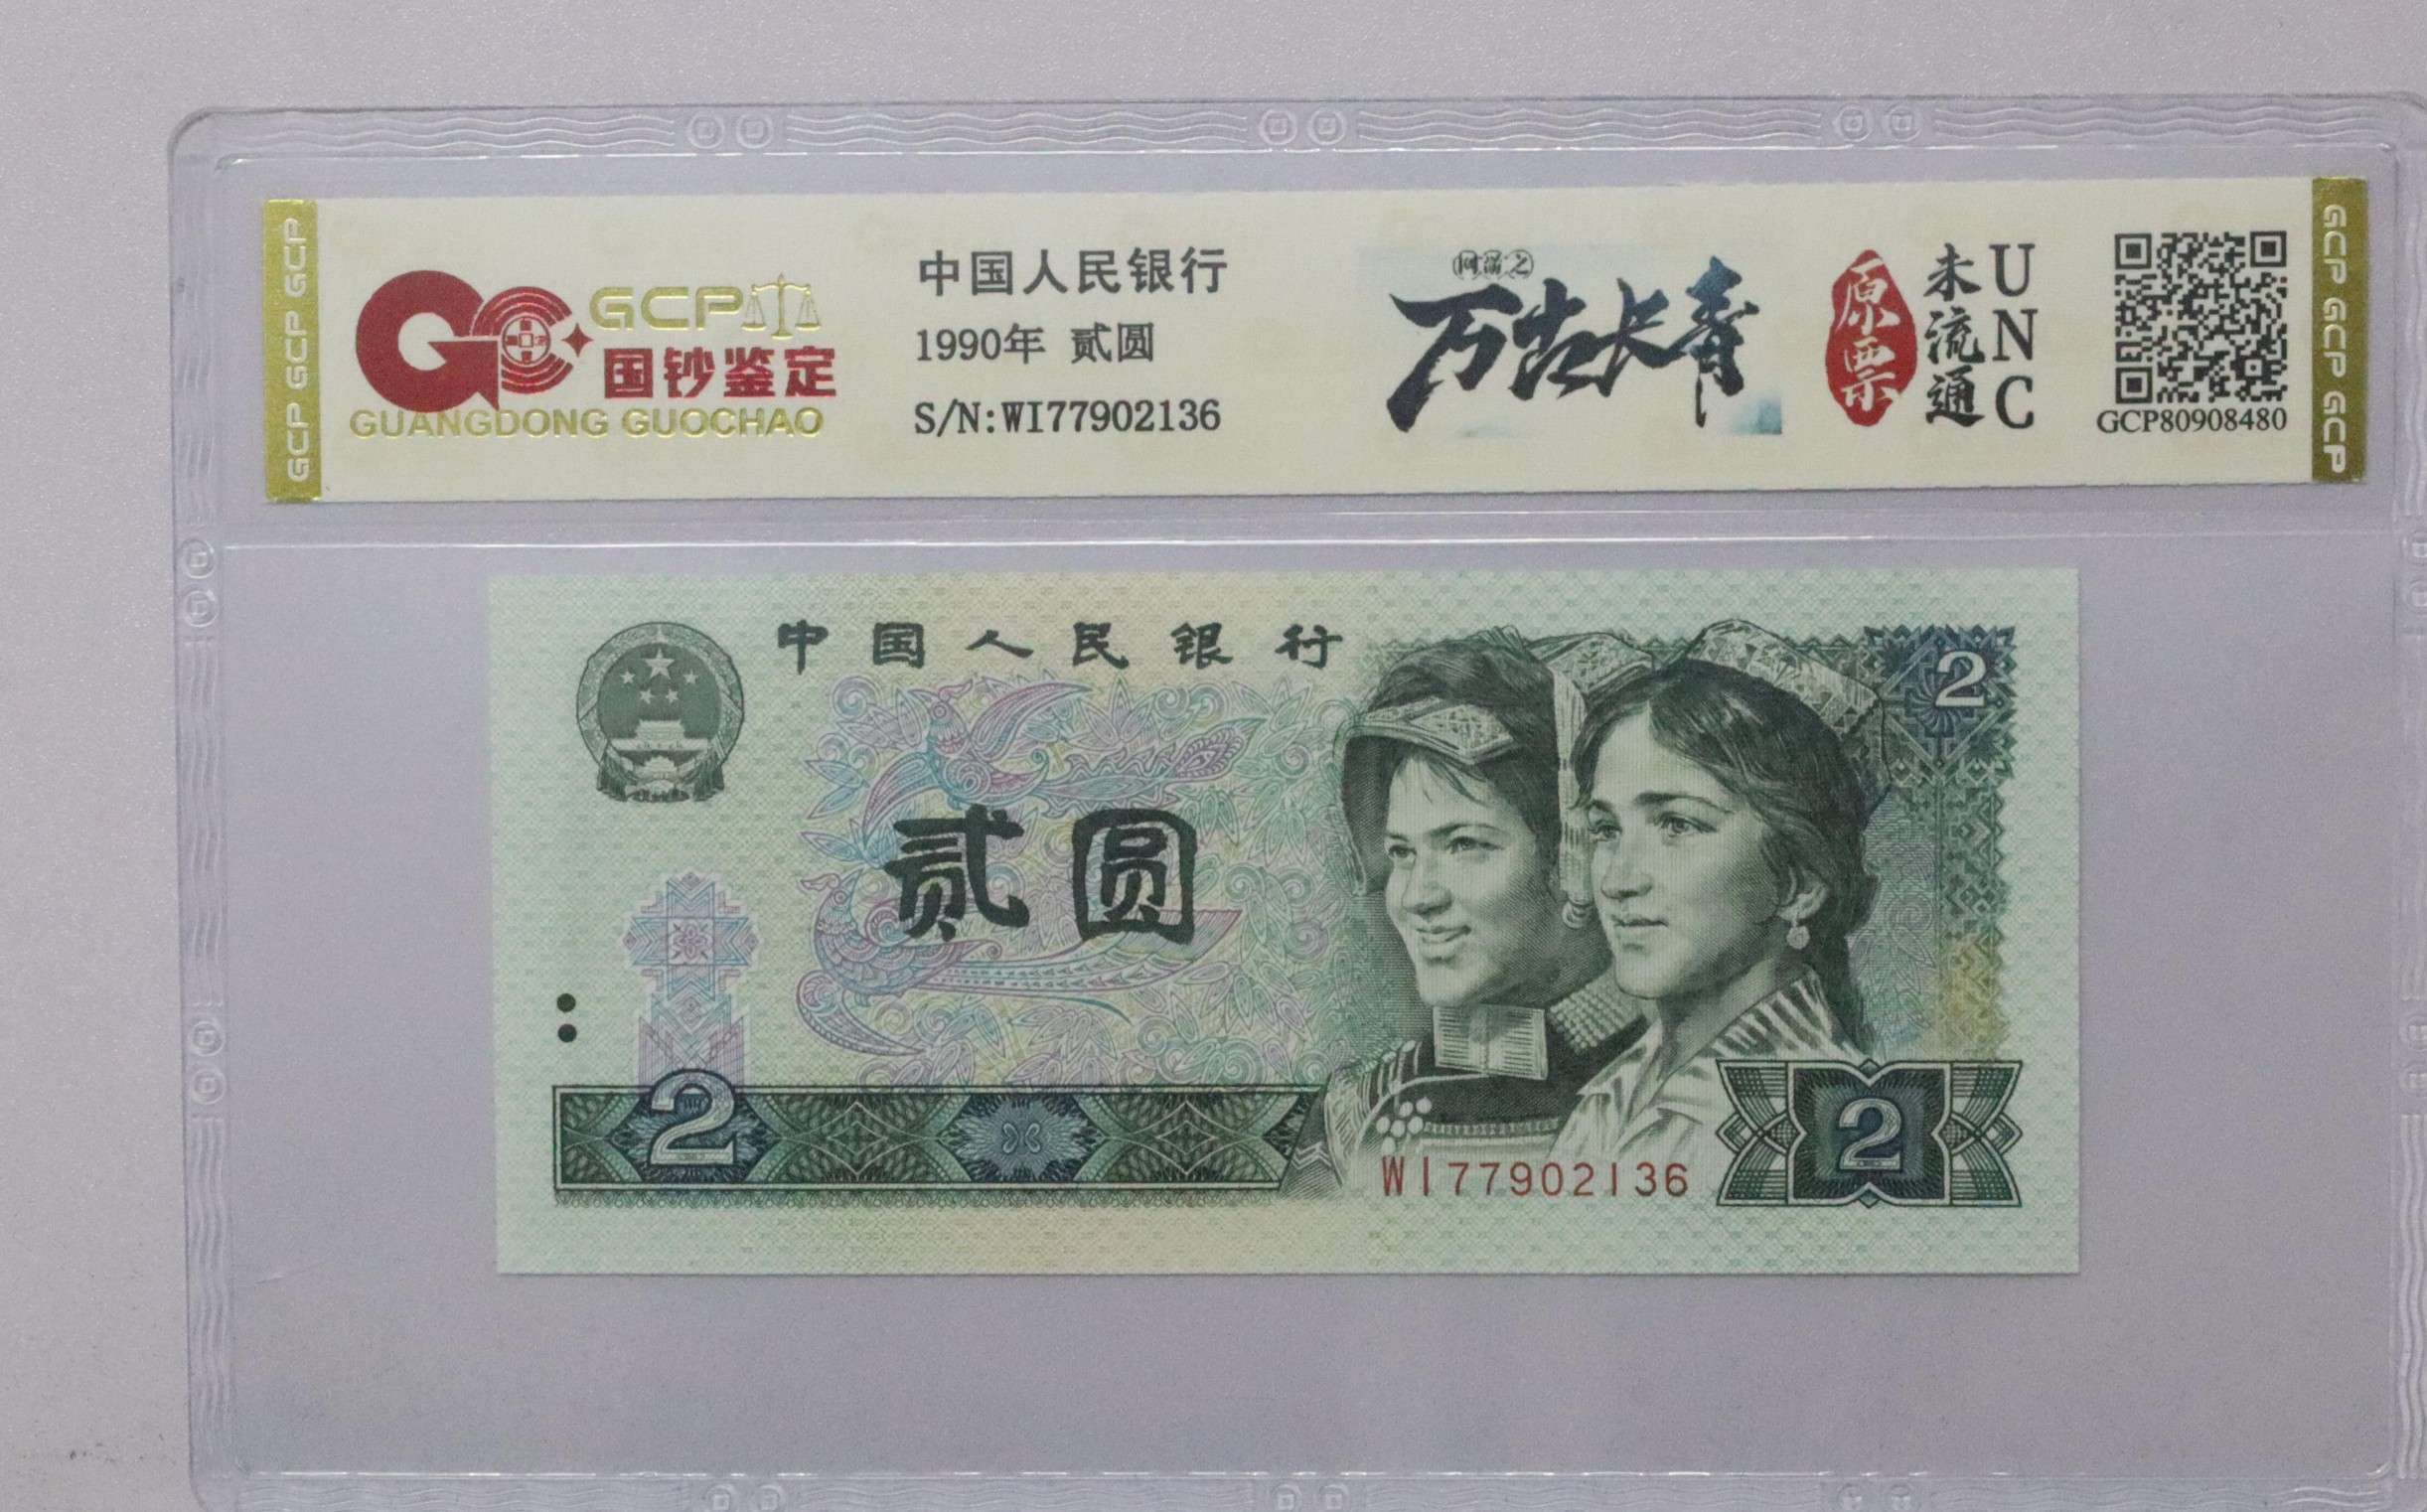 GCP GCP GCP
GCP
国钞鉴定
GUANGDONG GUOCHAO
中国人民银行
1990年 贰圆
S/N:WI77902136
万古长青
原票
未流通
UNC
GCP80908480
GCP GCP GCP
中国人民银行
2
贰圆
2
2
WI77902136